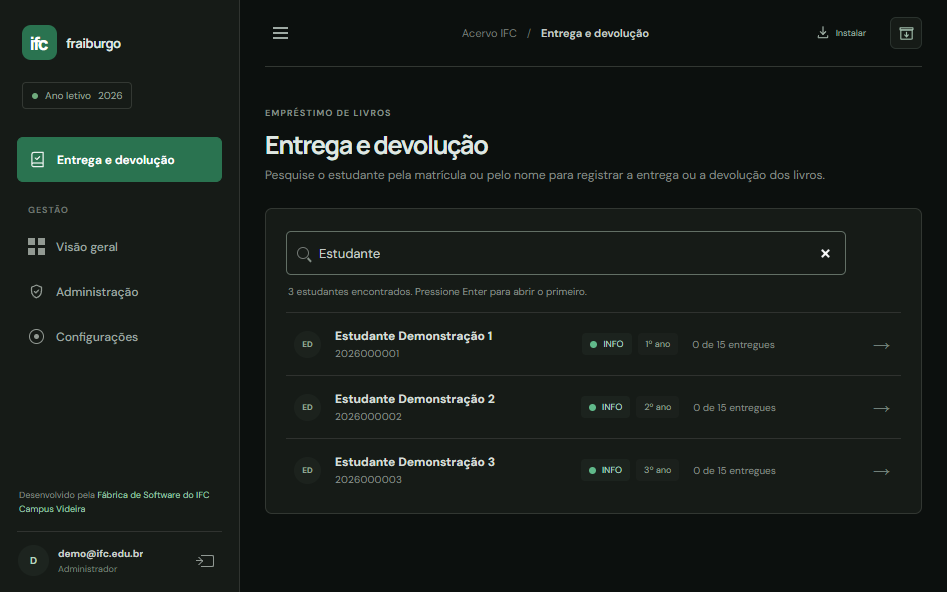 ifc fraiburgo
Ano letivo 2026
Entrega e devolução
GESTÃO
Visão geral
Administração
Configurações
Desenvolvido pela Fábrica de Software do IFC
Campus Videira
D
demo@ifc.edu.br
Administrador
Acervo IFC / Entrega e devolução
Instalar
EMPRÉSTIMO DE LIVROS
Entrega e devolução
Pesquise o estudante pela matrícula ou pelo nome para registrar a entrega ou a devolução dos livros.
Estudante
3 estudantes encontrados. Pressione Enter para abrir o primeiro.
ED
Estudante Demonstração 1
2026000001
INFO 1º ano 0 de 15 entregues
ED
Estudante Demonstração 2
2026000002
INFO 2º ano 0 de 15 entregues
ED
Estudante Demonstração 3
2026000003
INFO 3º ano 0 de 15 entregues